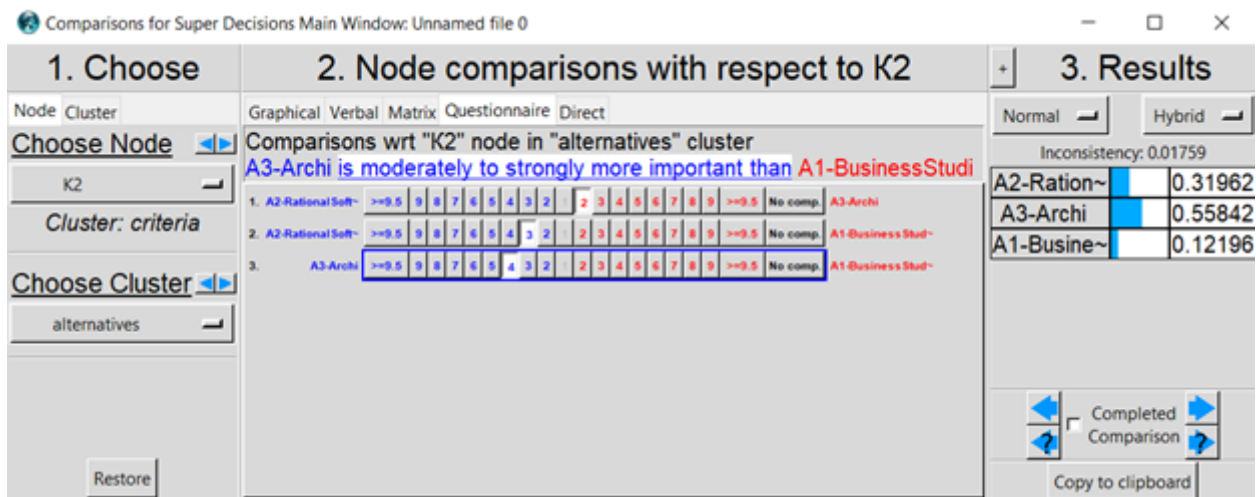 Comparisons for Super Decisions Main Window: Unnamed file 0
1. Choose
Node Cluster
Choose Node
K2
Cluster: criteria
Choose Cluster
alternatives
Restore
2. Node comparisons with respect to K2
Graphical Verbal Matrix Questionnaire Direct
Comparisons wrt "K2" node in "alternatives" cluster
A3-Archi is moderately to strongly more important than A1-BusinessStudi
1. A2-RationalSoft~ >=9.5 9 8 7 6 5 4 3 2 1 2 3 4 5 6 7 8 9 >=9.5 No comp. A3-Archi
2. A2-RationalSoft~ >=9.5 9 8 7 6 5 4 3 2 1 2 3 4 5 6 7 8 9 >=9.5 No comp. A1-BusinessStud~
3. A3-Archi >=9.5 9 8 7 6 5 4 3 2 1 2 3 4 5 6 7 8 9 >=9.5 No comp. A1-BusinessStud~
+
3. Results
Normal Hybrid
Inconsistency: 0.01759
A2-Ration~ 0.31962
A3-Archi 0.55842
A1-Busine~ 0.12196
Completed
Comparison
? ?
Copy to clipboard